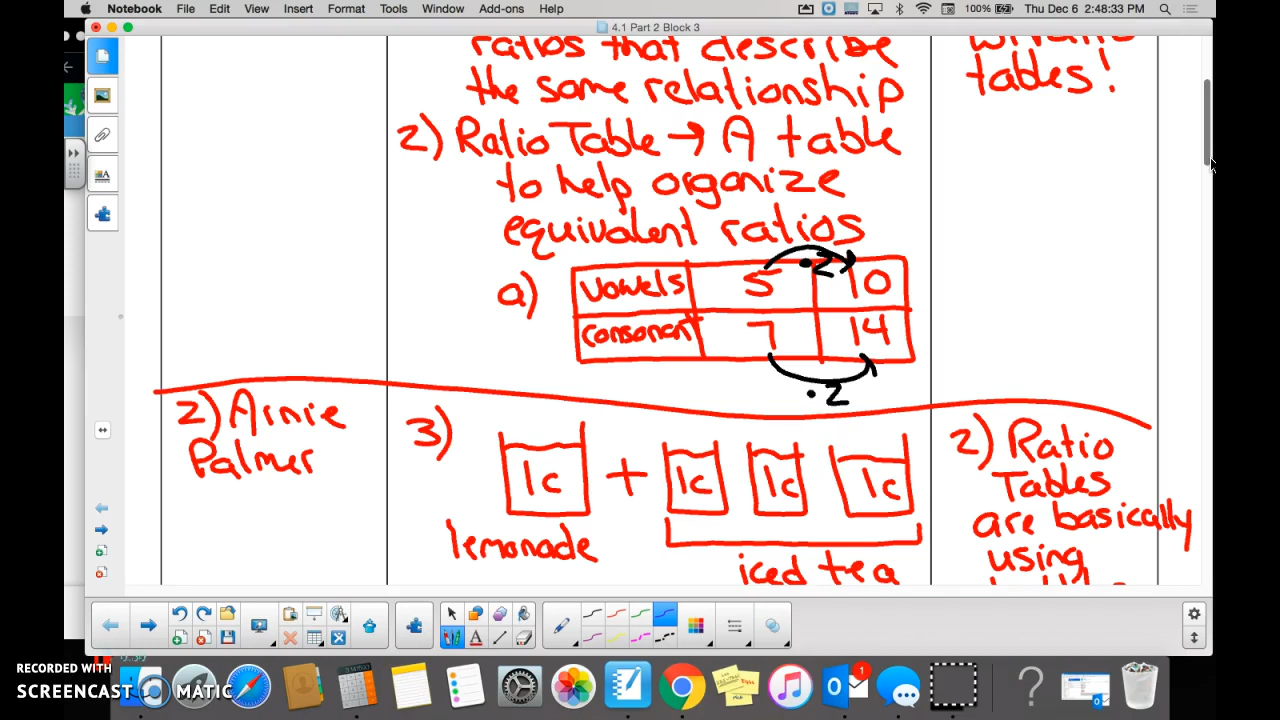 Notebook File Edit View Insert Format Tools Window Add-ons Help 100% Thu Dec 6 2:48:33 PM
4.1 Part 2 Block 3
ratios that describe
the same relationship
tables!
2) Ratio Table → A table
to help organize
equivalent ratios
a) vowels 5 10
consonant 7 14
•2
•2
2) Arnie
Palmer
3) 1c + 1c 1c 1c
lemonade
iced tea
2) Ratio
Tables
are basically
using
RECORDED WITH
SCREENCAST MATIC
1